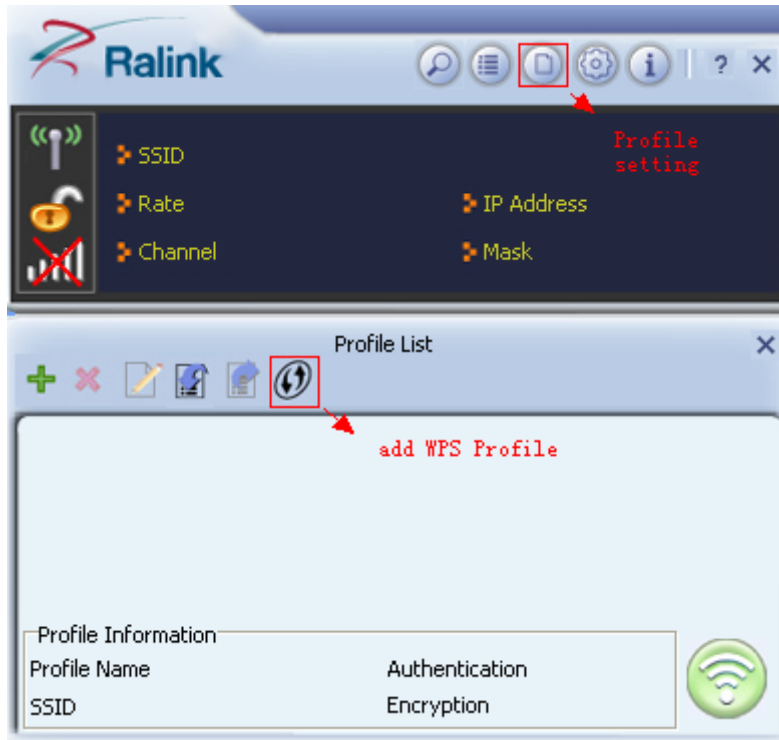 Ralink
i ? ×
Profile
setting
SSID
Rate
IP Address
Channel
Mask
Profile List
add WPS Profile
Profile Information
Profile Name
Authentication
SSID
Encryption